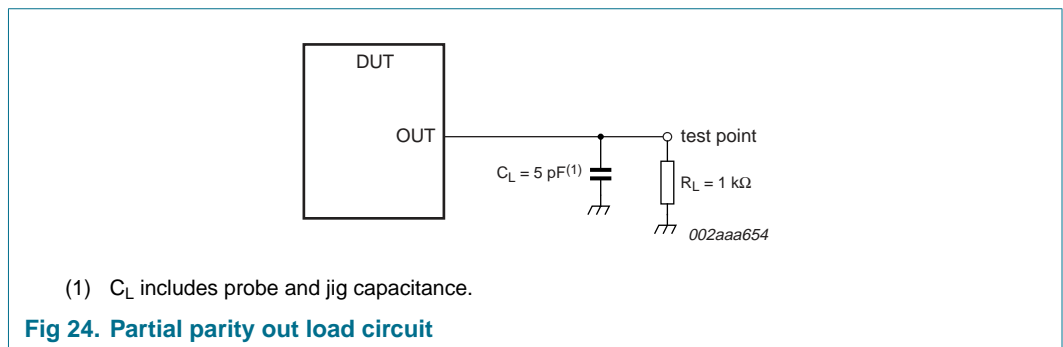 DUT
OUT
test point
C_L = 5 pF(1)
R_L = 1 kΩ
002aaa654
(1) C_L includes probe and jig capacitance.
Fig 24. Partial parity out load circuit